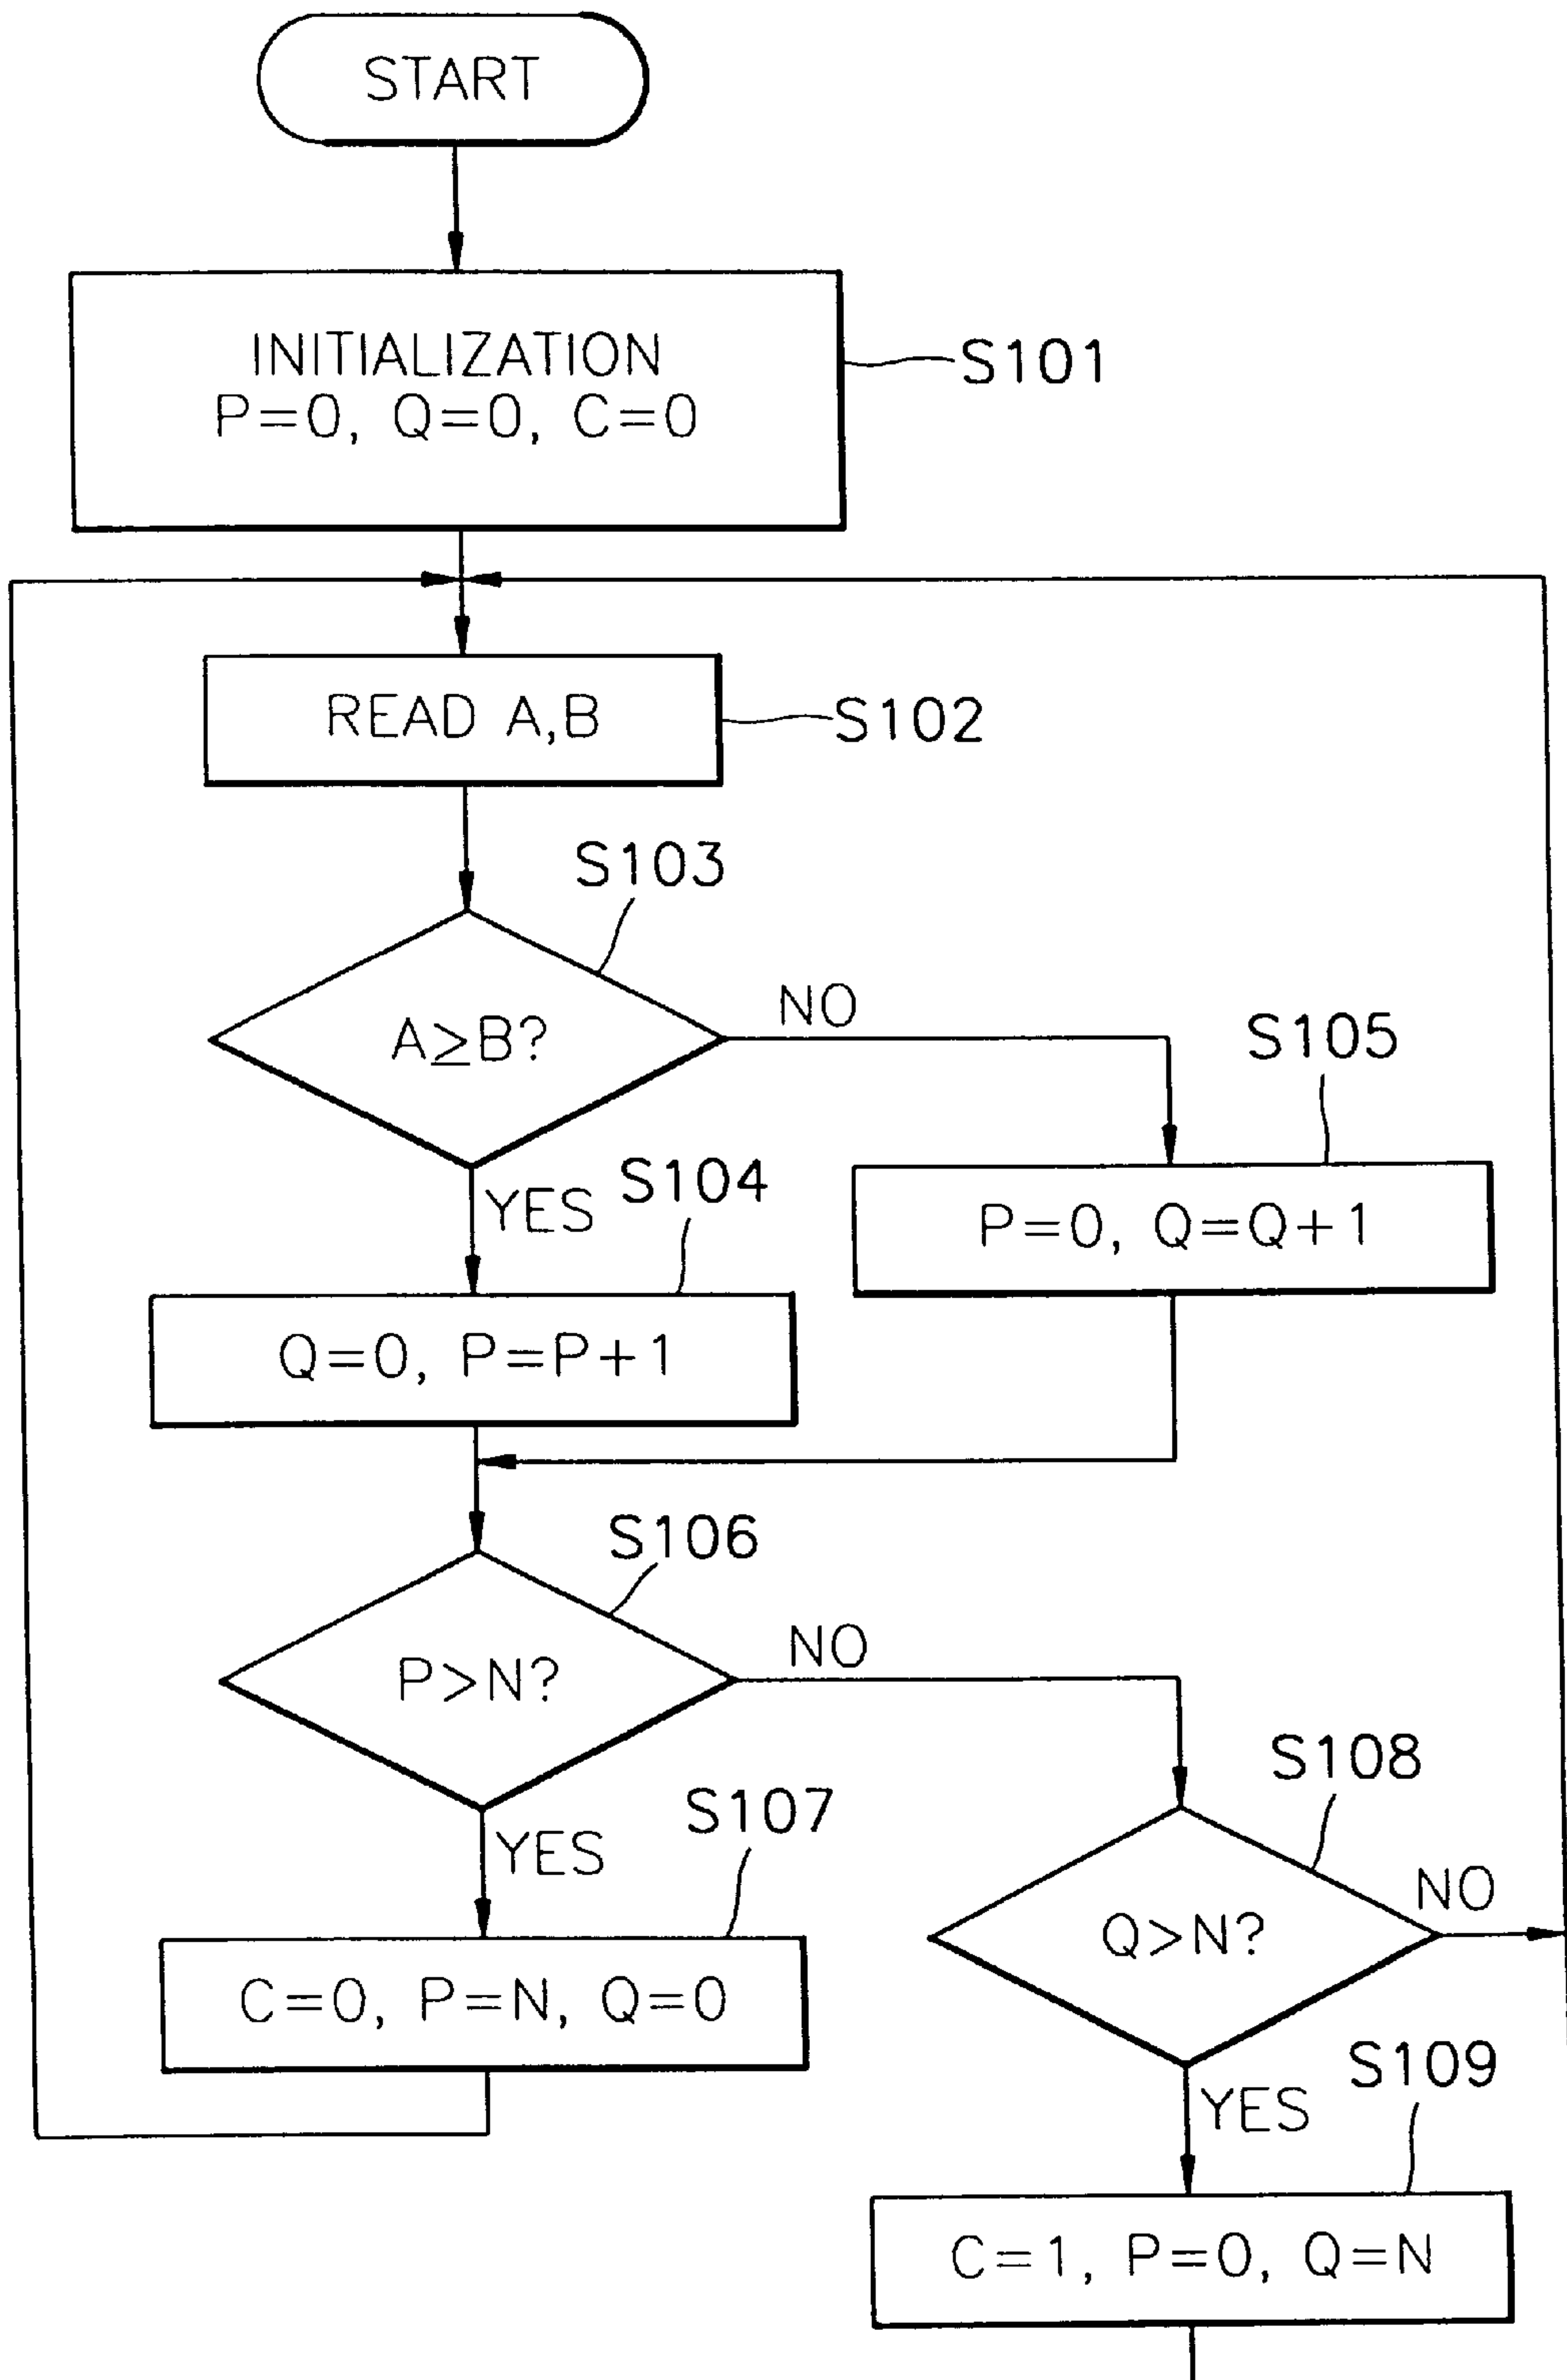 START
INITIALIZATION
P=0, Q=0, C=0
S101
READ A,B
S102
S103
A≥B?
NO
S105
YES
S104
P=0, Q=Q+1
Q=0, P=P+1
S106
P>N?
NO
S108
YES
S107
Q>N?
NO
C=0, P=N, Q=0
S109
YES
C=1, P=0, Q=N